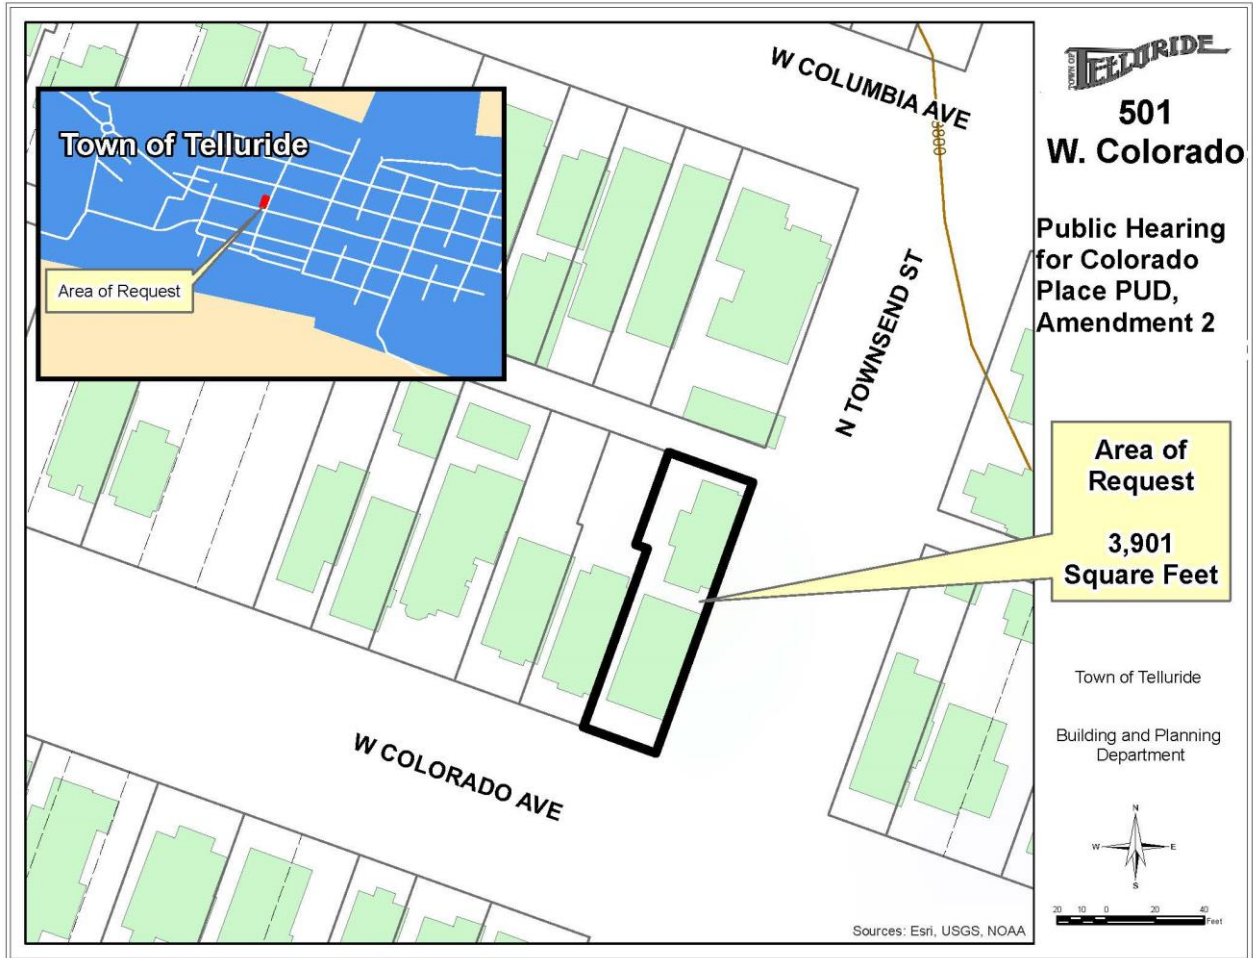 W COLUMBIA AVE
8800
Town of Telluride
Area of Request
N TOWNSEND ST
W COLORADO AVE
Sources: Esri, USGS, NOAA
TOWN OF
TELLURIDE
501
W. Colorado
Public Hearing
for Colorado
Place PUD,
Amendment 2
Area of
Request
3,901
Square Feet
Town of Telluride
Building and Planning
Department
N
W
E
S
20 10 0 20 40
Feet